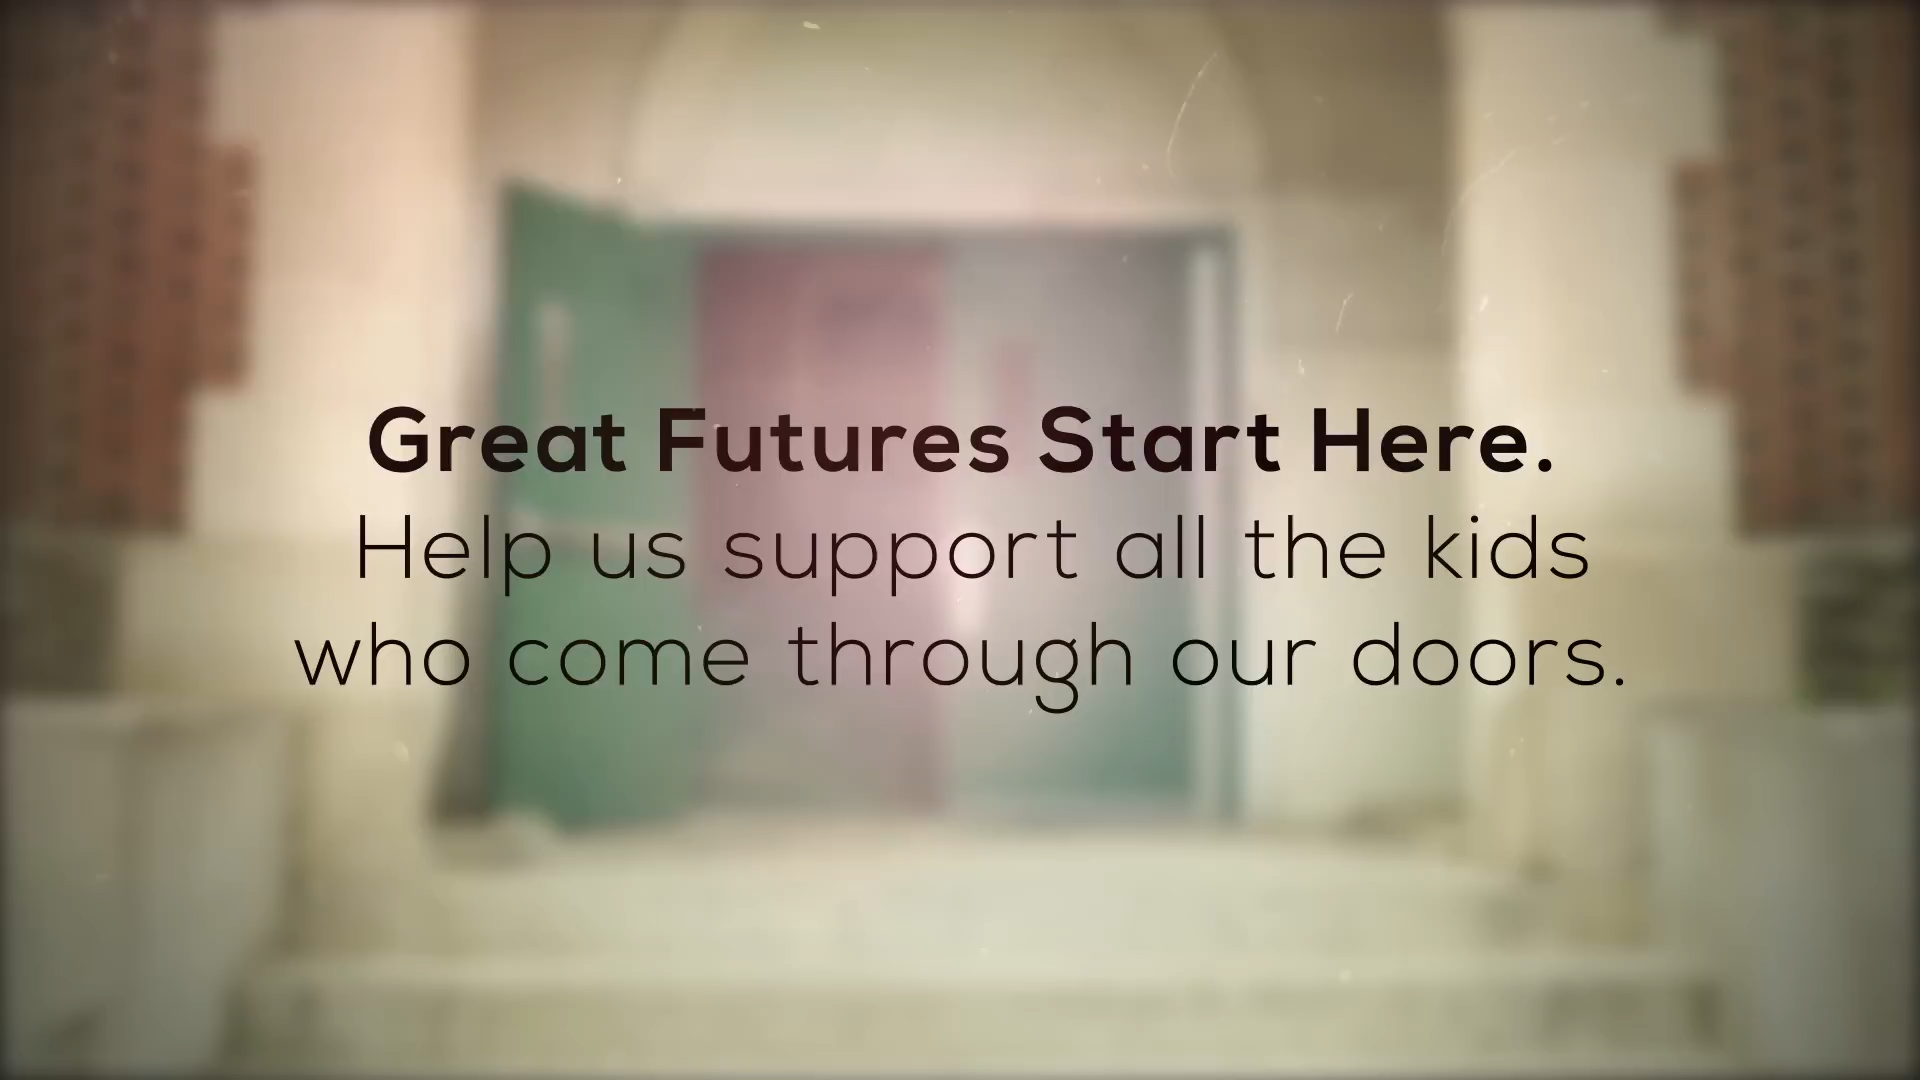 Great Futures Start Here.
Help us support all the kids
who come through our doors.